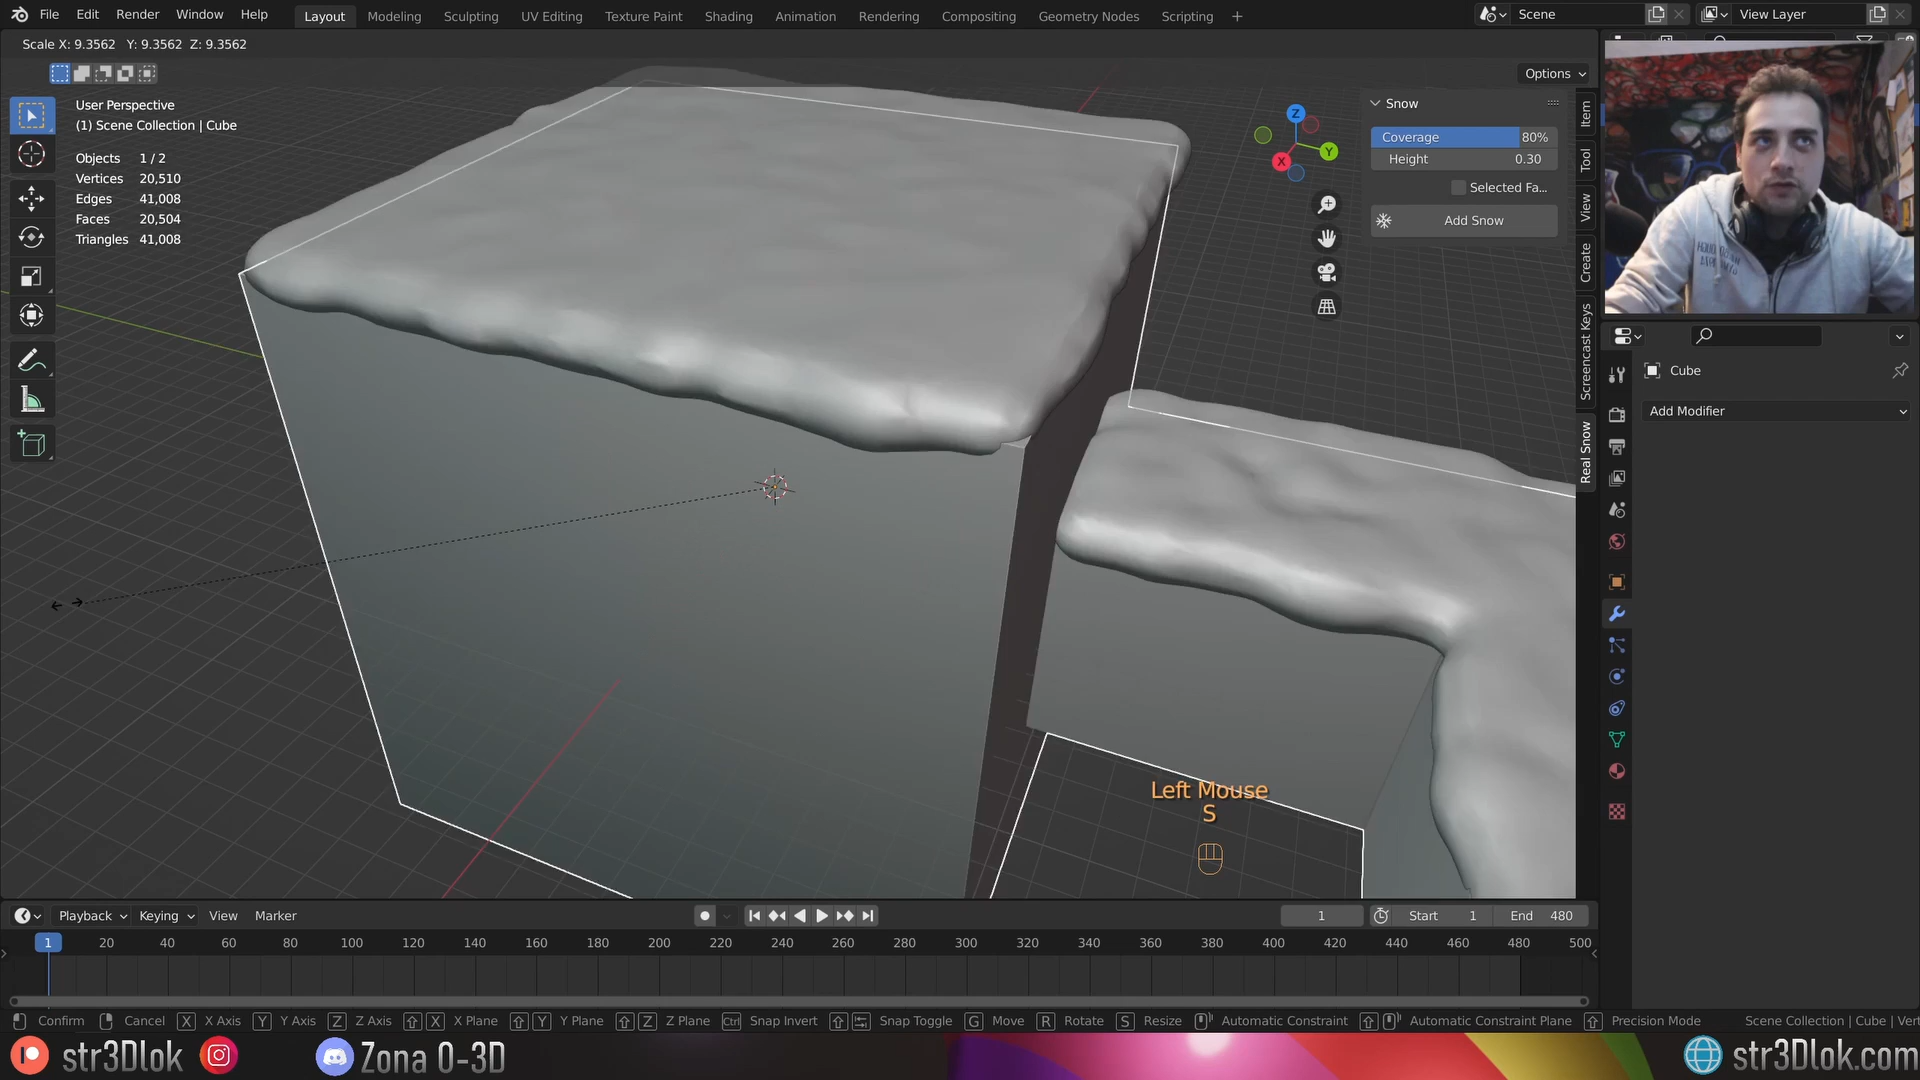 File Edit Render Window Help Layout Modeling Sculpting UV Editing Texture Paint Shading Animation Rendering Compositing Geometry Nodes Scripting + Scene View Layer
Scale X: 9.3562 Y: 9.3562 Z: 9.3562
Options
User Perspective
(1) Scene Collection | Cube
Objects 1 / 2
Vertices 20,510
Edges 41,008
Faces 20,504
Triangles 41,008
Z
Y
X
Snow
Coverage 80%
Height 0.30
Selected Fa...
Add Snow
Item
Tool
View
Create
Screencast Keys
Real Snow
Cube
Add Modifier
Left Mouse
S
Playback Keying View Marker 1 Start 1 End 480
1 20 40 60 80 100 120 140 160 180 200 220 240 260 280 300 320 340 360 380 400 420 440 460 480 500
Confirm Cancel X X Axis Y Y Axis Z Z Axis X X Plane Y Y Plane Z Z Plane Ctrl Snap Invert Snap Toggle G Move R Rotate S Resize Automatic Constraint Automatic Constraint Plane Precision Mode Scene Collection | Cube | Vert
str3Dlok Zona 0-3D str3Dlok.com